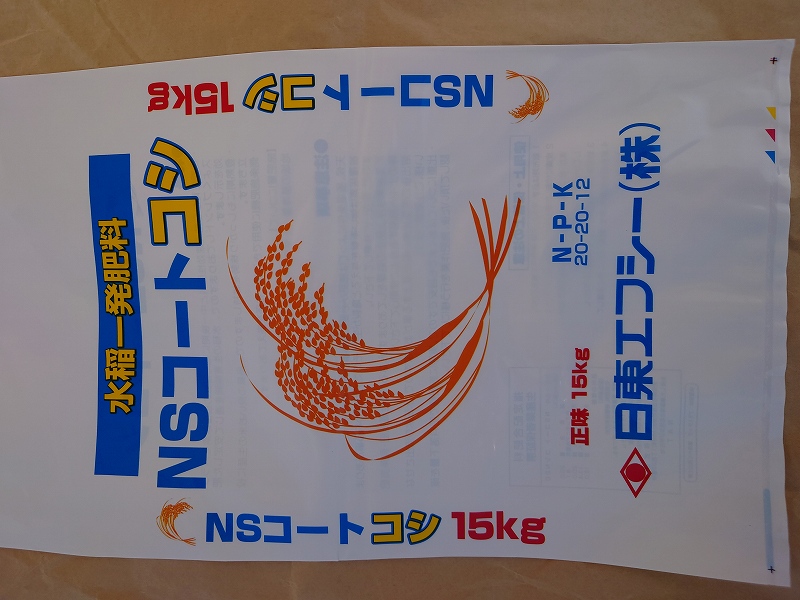 水稲一発肥料
NSコートコシ
NSコートコシ 15kg
NSコートコシ 15kg
N-P-K
20-20-12
正味 15kg
日東エフシー(株)